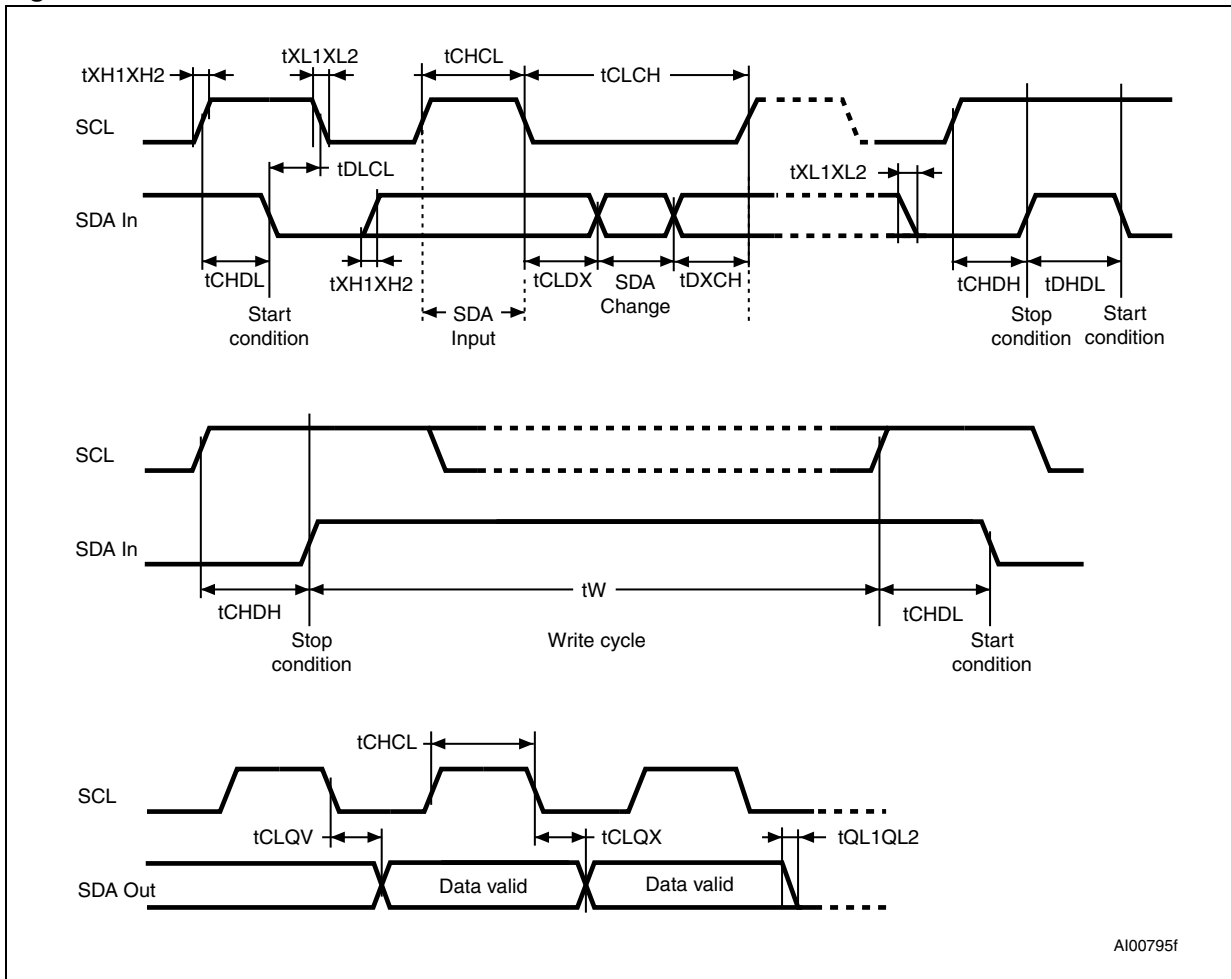 tXL1XL2
tCHCL
tXH1XH2
tCLCH
SCL
tDLCL
tXL1XL2
SDA In
tCHDL
tXH1XH2
tCLDX
SDA
Change
tDXCH
tCHDH
tDHDL
Start
condition
SDA
Input
Stop
condition
Start
condition
SCL
SDA In
tW
tCHDH
tCHDL
Stop
condition
Write cycle
Start
condition
tCHCL
SCL
tCLQV
tCLQX
tQL1QL2
SDA Out
Data valid
Data valid
AI00795f